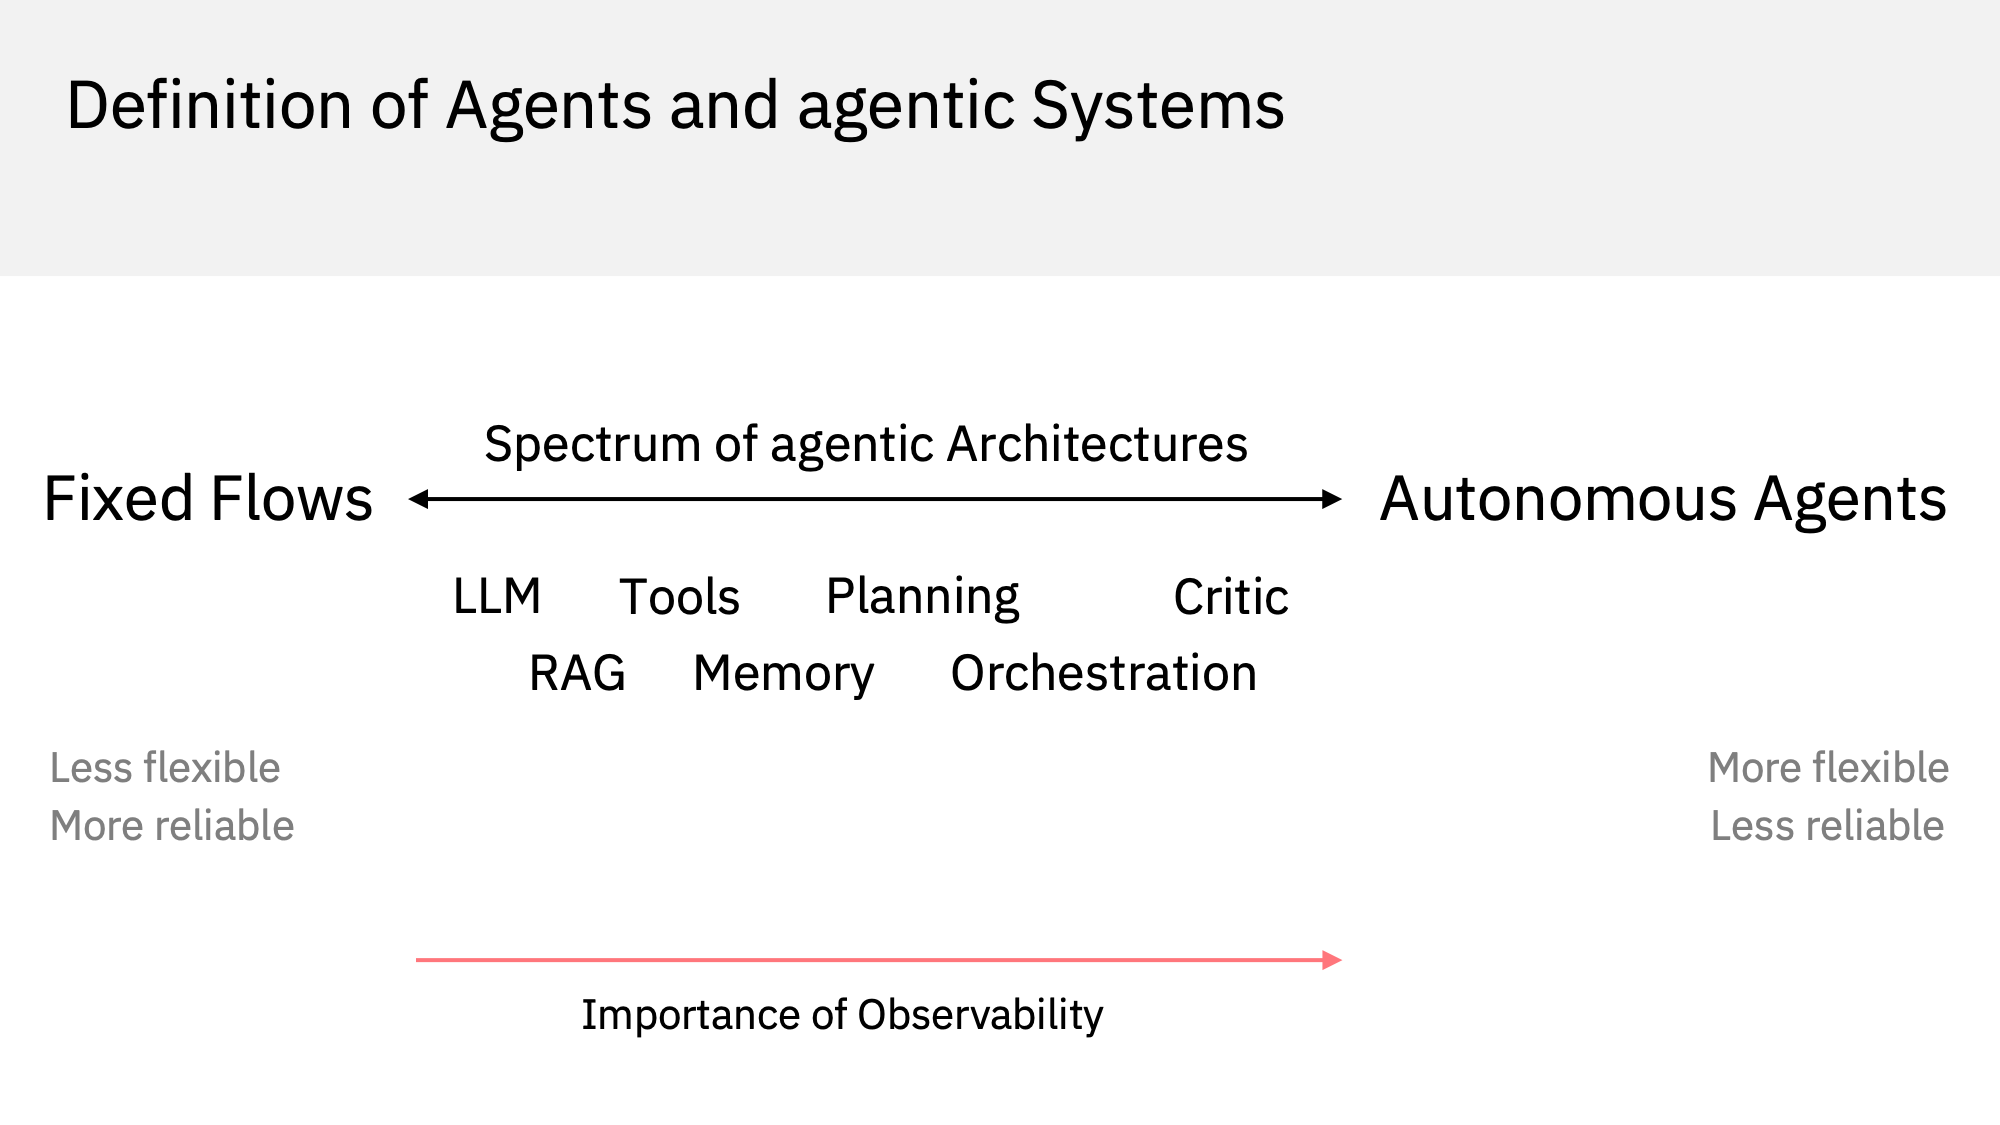 Definition of Agents and agentic Systems
Spectrum of agentic Architectures
Fixed Flows
Autonomous Agents
LLM Tools Planning Critic
RAG Memory Orchestration
Less flexible
More reliable
More flexible
Less reliable
Importance of Observability